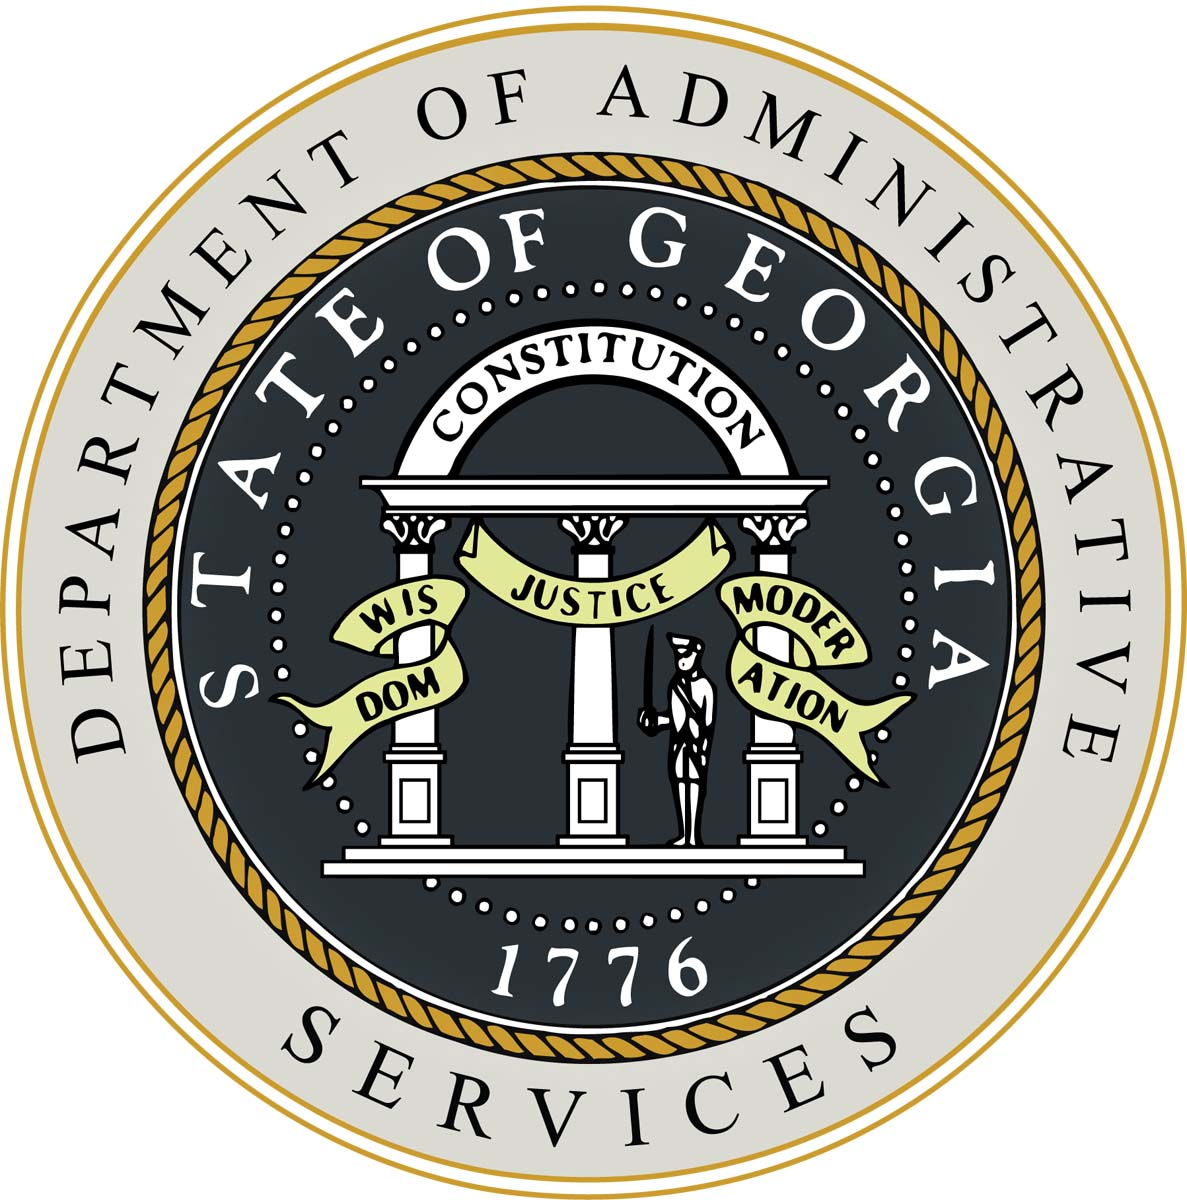 DEPARTMENT OF ADMINISTRATIVE
STATE OF GEORGIA
CONSTITUTION
WIS
DOM
JUSTICE
MODER
ATION
1776
SERVICES